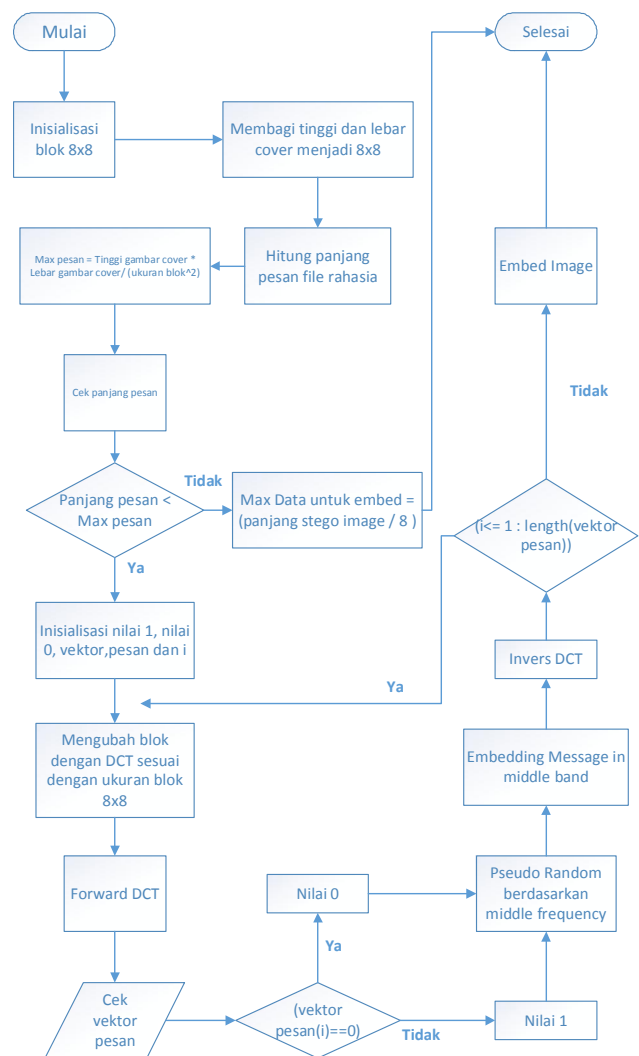 Mulai
Selesai
Inisialisasi
blok 8x8
Membagi tinggi dan lebar
cover menjadi 8x8
Hitung panjang
pesan file rahasia
Max pesan = Tinggi gambar cover *
Lebar gambar cover/ (ukuran blok^2)
Embed Image
Cek panjang pesan
Tidak
Panjang pesan <
Max pesan
Tidak
Max Data untuk embed =
(panjang stego image / 8 )
(i<= 1 : length(vektor
pesan))
Ya
Inisialisasi nilai 1, nilai
0, vektor,pesan dan i
Invers DCT
Ya
Mengubah blok
dengan DCT sesuai
dengan ukuran blok
8x8
Embedding Message in
middle band
Forward DCT
Nilai 0
Pseudo Random
berdasarkan
middle frequency
Ya
Cek
vektor
pesan
(vektor
pesan(i)==0)
Tidak
Nilai 1